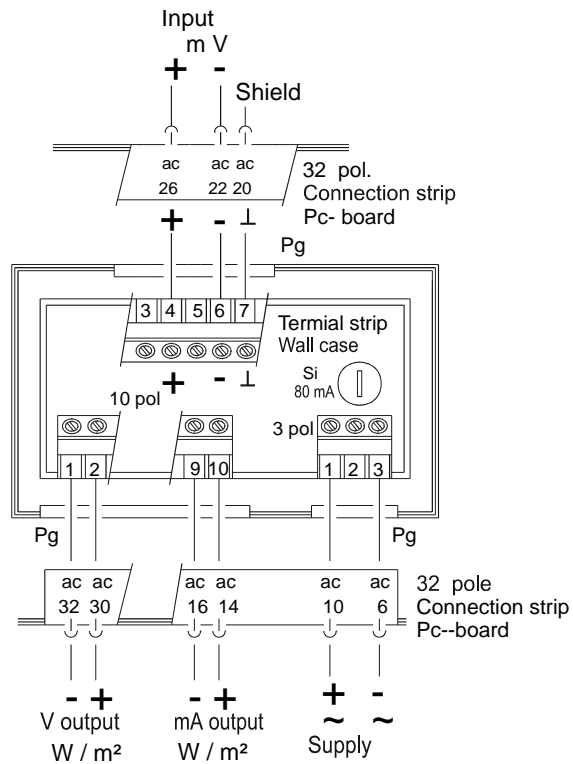 Input
m V
+ -
Shield
ac ac ac
26 22 20
32 pol.
Connection strip
Pc- board
+ - ⊥
Pg
3 4 5 6 7
Termial strip
Wall case
+ - ⊥
Si
80 mA
10 pol
3 pol
1 2 9 10 1 2 3
Pg Pg
ac ac ac ac ac ac
32 30 16 14 10 6
32 pole
Connection strip
Pc--board
- + - + + -
~ ~
V output mA output Supply
W / m² W / m²